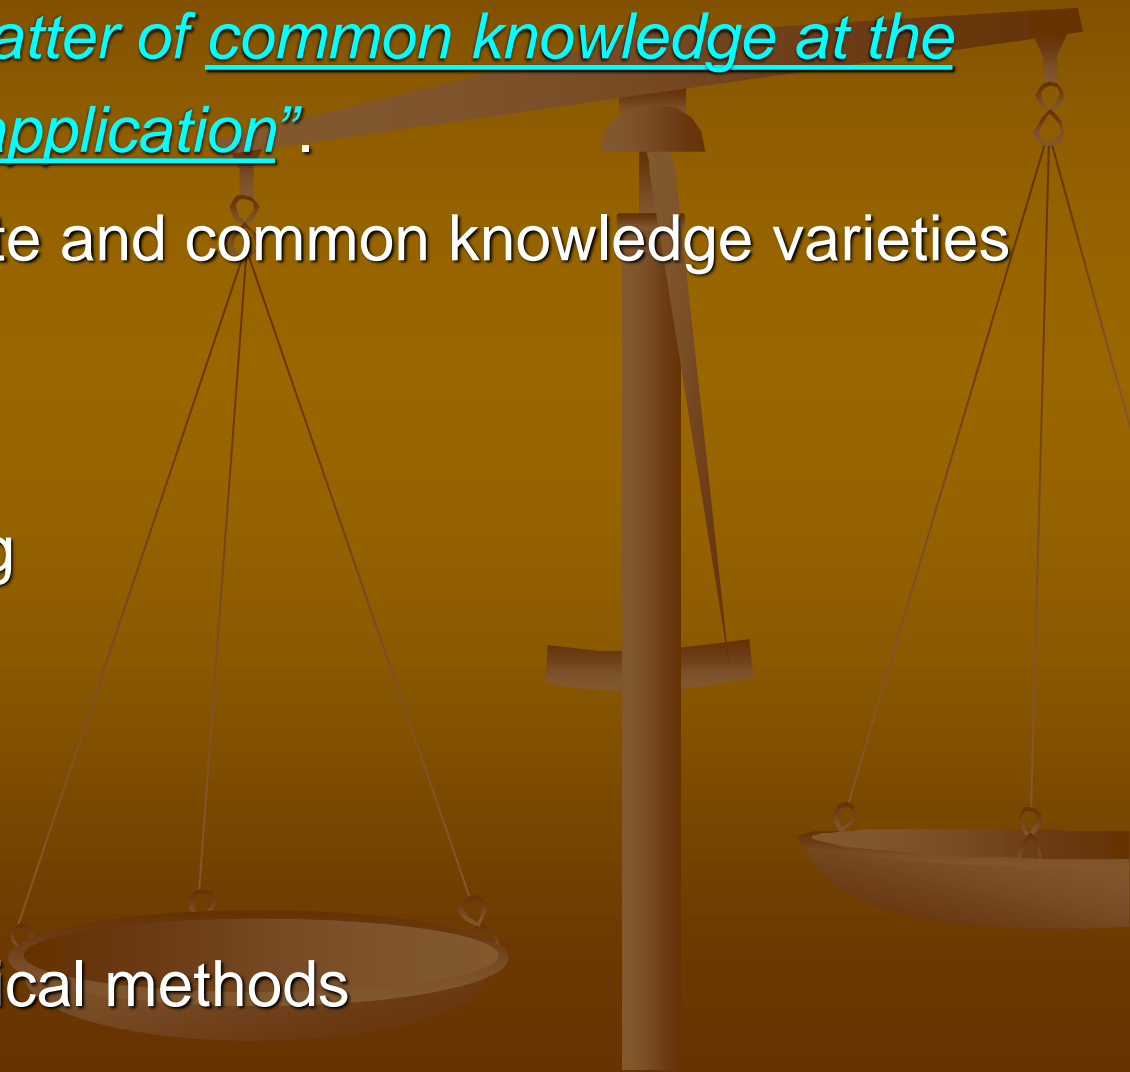 atter of common knowledge at the
application”.
te and common knowledge varieties
g
ical methods